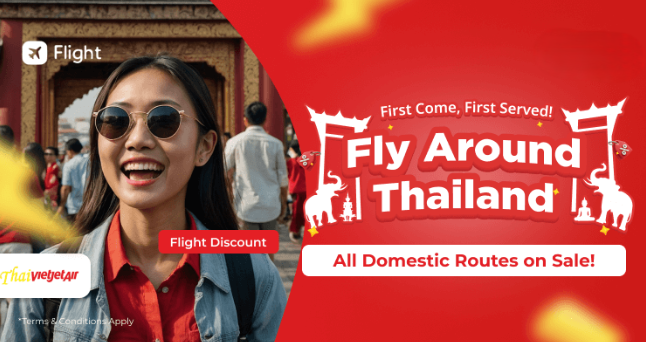 Flight
First Come, First Served!
Fly Around
Thailand
Flight Discount
All Domestic Routes on Sale!
Thai vietjetAir
*Terms & Conditions Apply